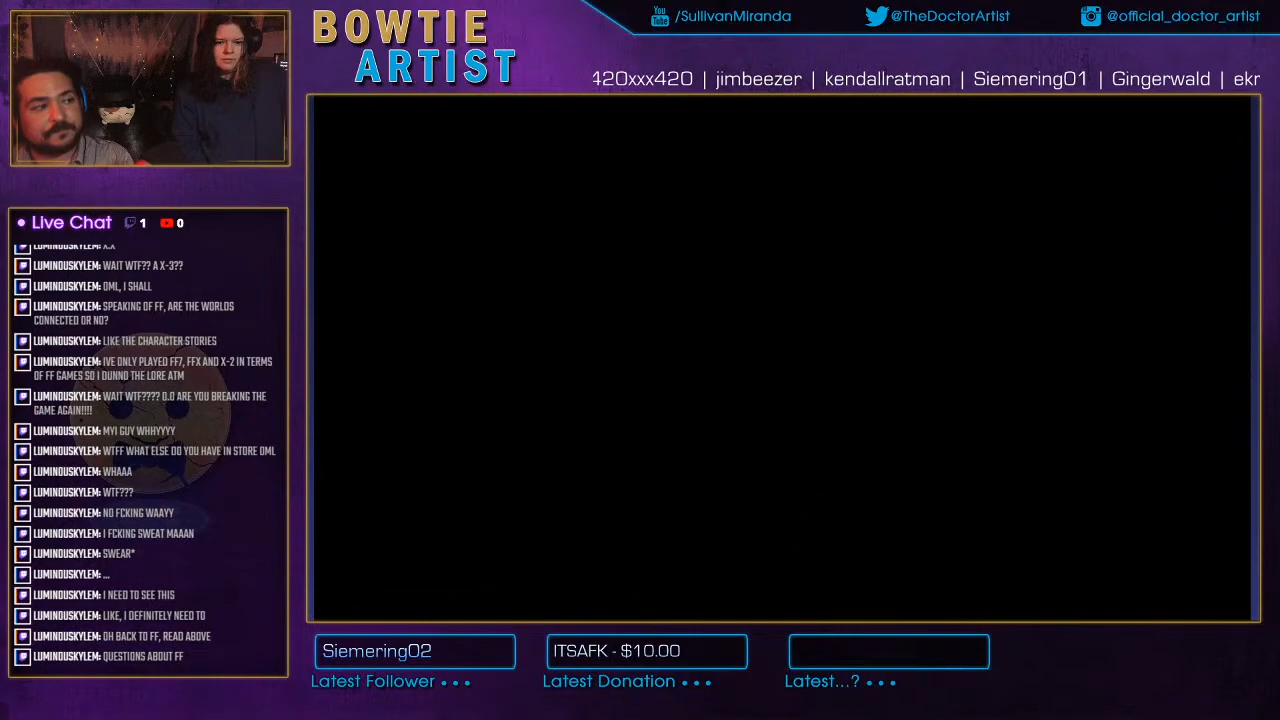 BOWTIE
ARTIST
You Tube /SullivanMiranda
@TheDoctorArtist
@official_doctor_artist
420xxx420 | jimbeezer | kendallratman | Siemering01 | Gingerwald | ekr
Live Chat 1 0
LUMINOUSKYLEM: X.X
LUMINOUSKYLEM: WAIT WTF?? A X-3??
LUMINOUSKYLEM: OML, I SHALL
LUMINOUSKYLEM: SPEAKING OF FF, ARE THE WORLDS
CONNECTED OR NO?
LUMINOUSKYLEM: LIKE THE CHARACTER STORIES
LUMINOUSKYLEM: IVE ONLY PLAYED FF7, FFX AND X-2 IN TERMS
OF FF GAMES SO I DUNNO THE LORE ATM
LUMINOUSKYLEM: WAIT WTF???? O.O ARE YOU BREAKING THE
GAME AGAIN!!!!
LUMINOUSKYLEM: MYI GUY WHHYYYY
LUMINOUSKYLEM: WTFF WHAT ELSE DO YOU HAVE IN STORE OML
LUMINOUSKYLEM: WHAAA
LUMINOUSKYLEM: WTF???
LUMINOUSKYLEM: NO FCKING WAAYY
LUMINOUSKYLEM: I FCKING SWEAT MAAAN
LUMINOUSKYLEM: SWEAR*
LUMINOUSKYLEM: ...
LUMINOUSKYLEM: I NEED TO SEE THIS
LUMINOUSKYLEM: LIKE, I DEFINITELY NEED TO
LUMINOUSKYLEM: OH BACK TO FF, READ ABOVE
LUMINOUSKYLEM: QUESTIONS ABOUT FF
Siemering02
Latest Follower • • •
ITSAFK - $10.00
Latest Donation • • •
Latest...? • • •